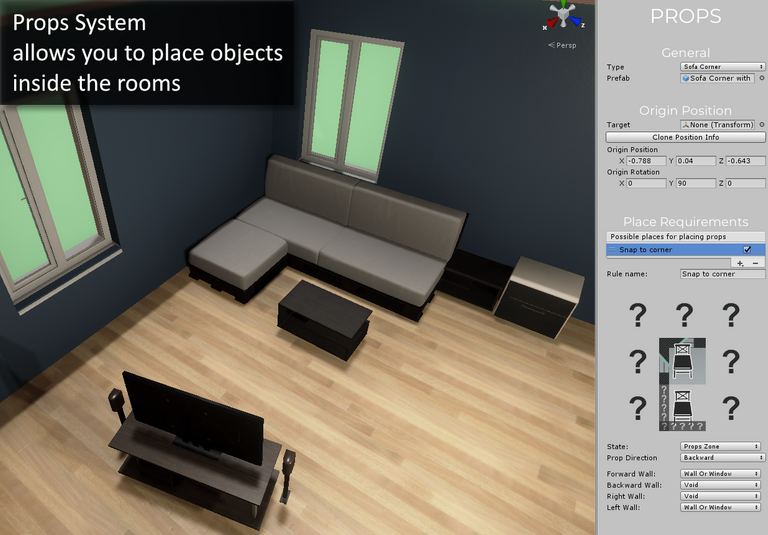 Props System
allows you to place objects
inside the rooms
x
z
Persp
PROPS
General
Type Sofa Corner
Prefab Sofa Corner with
Origin Position
Target None (Transform)
Clone Position Info
Origin Position
X -0.788 Y 0.04 Z -0.643
Origin Rotation
X 0 Y 90 Z 0
Place Requirements
Possible places for placing props
Snap to corner
+ −
Rule name: Snap to corner
? ? ?
? ?
? ?
? ? ? ?
State: Props Zone
Prop Direction Backward
Forward Wall: Wall Or Window
Backward Wall: Void
Right Wall: Void
Left Wall: Wall Or Window